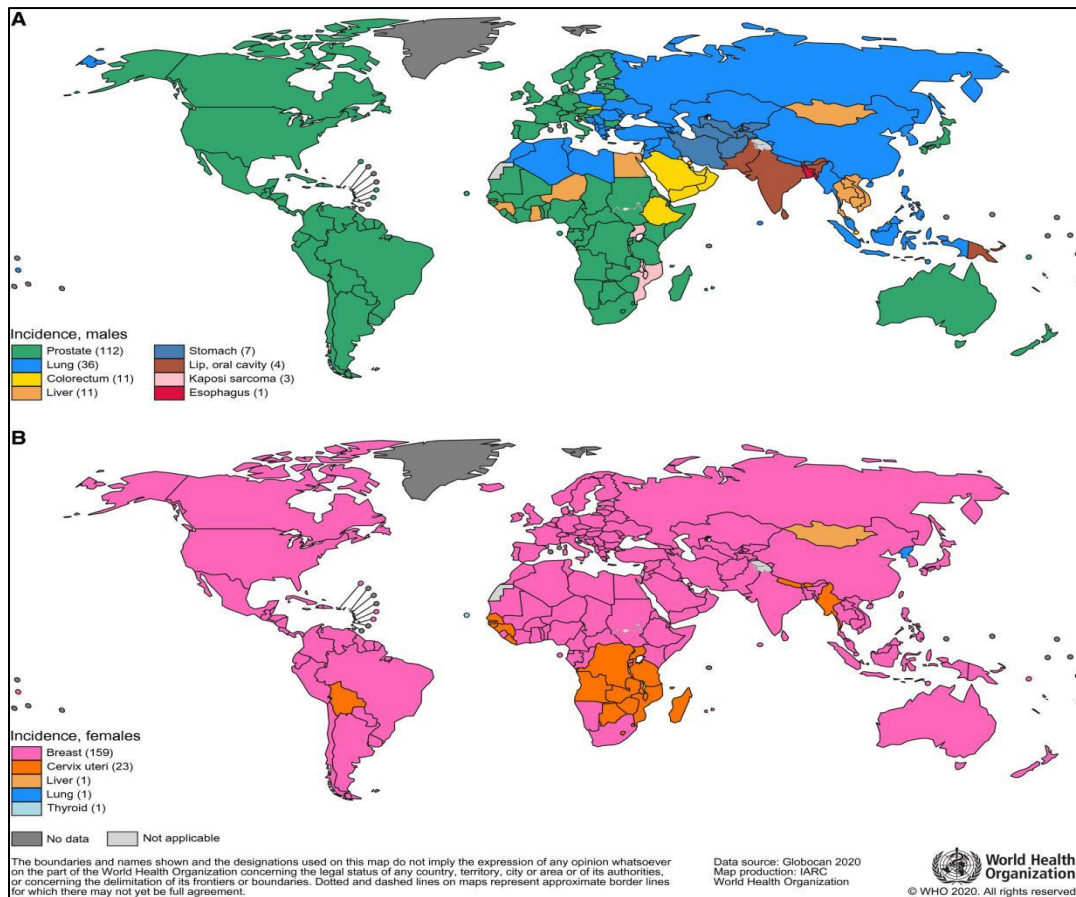 A
Incidence, males
Prostate (112)
Lung (36)
Colorectum (11)
Liver (11)
Stomach (7)
Lip, oral cavity (4)
Kaposi sarcoma (3)
Esophagus (1)
B
Incidence, females
Breast (159)
Cervix uteri (23)
Liver (1)
Lung (1)
Thyroid (1)
No data
Not applicable
The boundaries and names shown and the designations used on this map do not imply the expression of any opinion whatsoever
on the part of the World Health Organization concerning the legal status of any country, territory, city or area or of its authorities,
or concerning the delimitation of its frontiers or boundaries. Dotted and dashed lines on maps represent approximate border lines
for which there may not yet be full agreement.
Data source: Globocan 2020
Map production: IARC
World Health Organization
World Health
Organization
© WHO 2020. All rights reserved